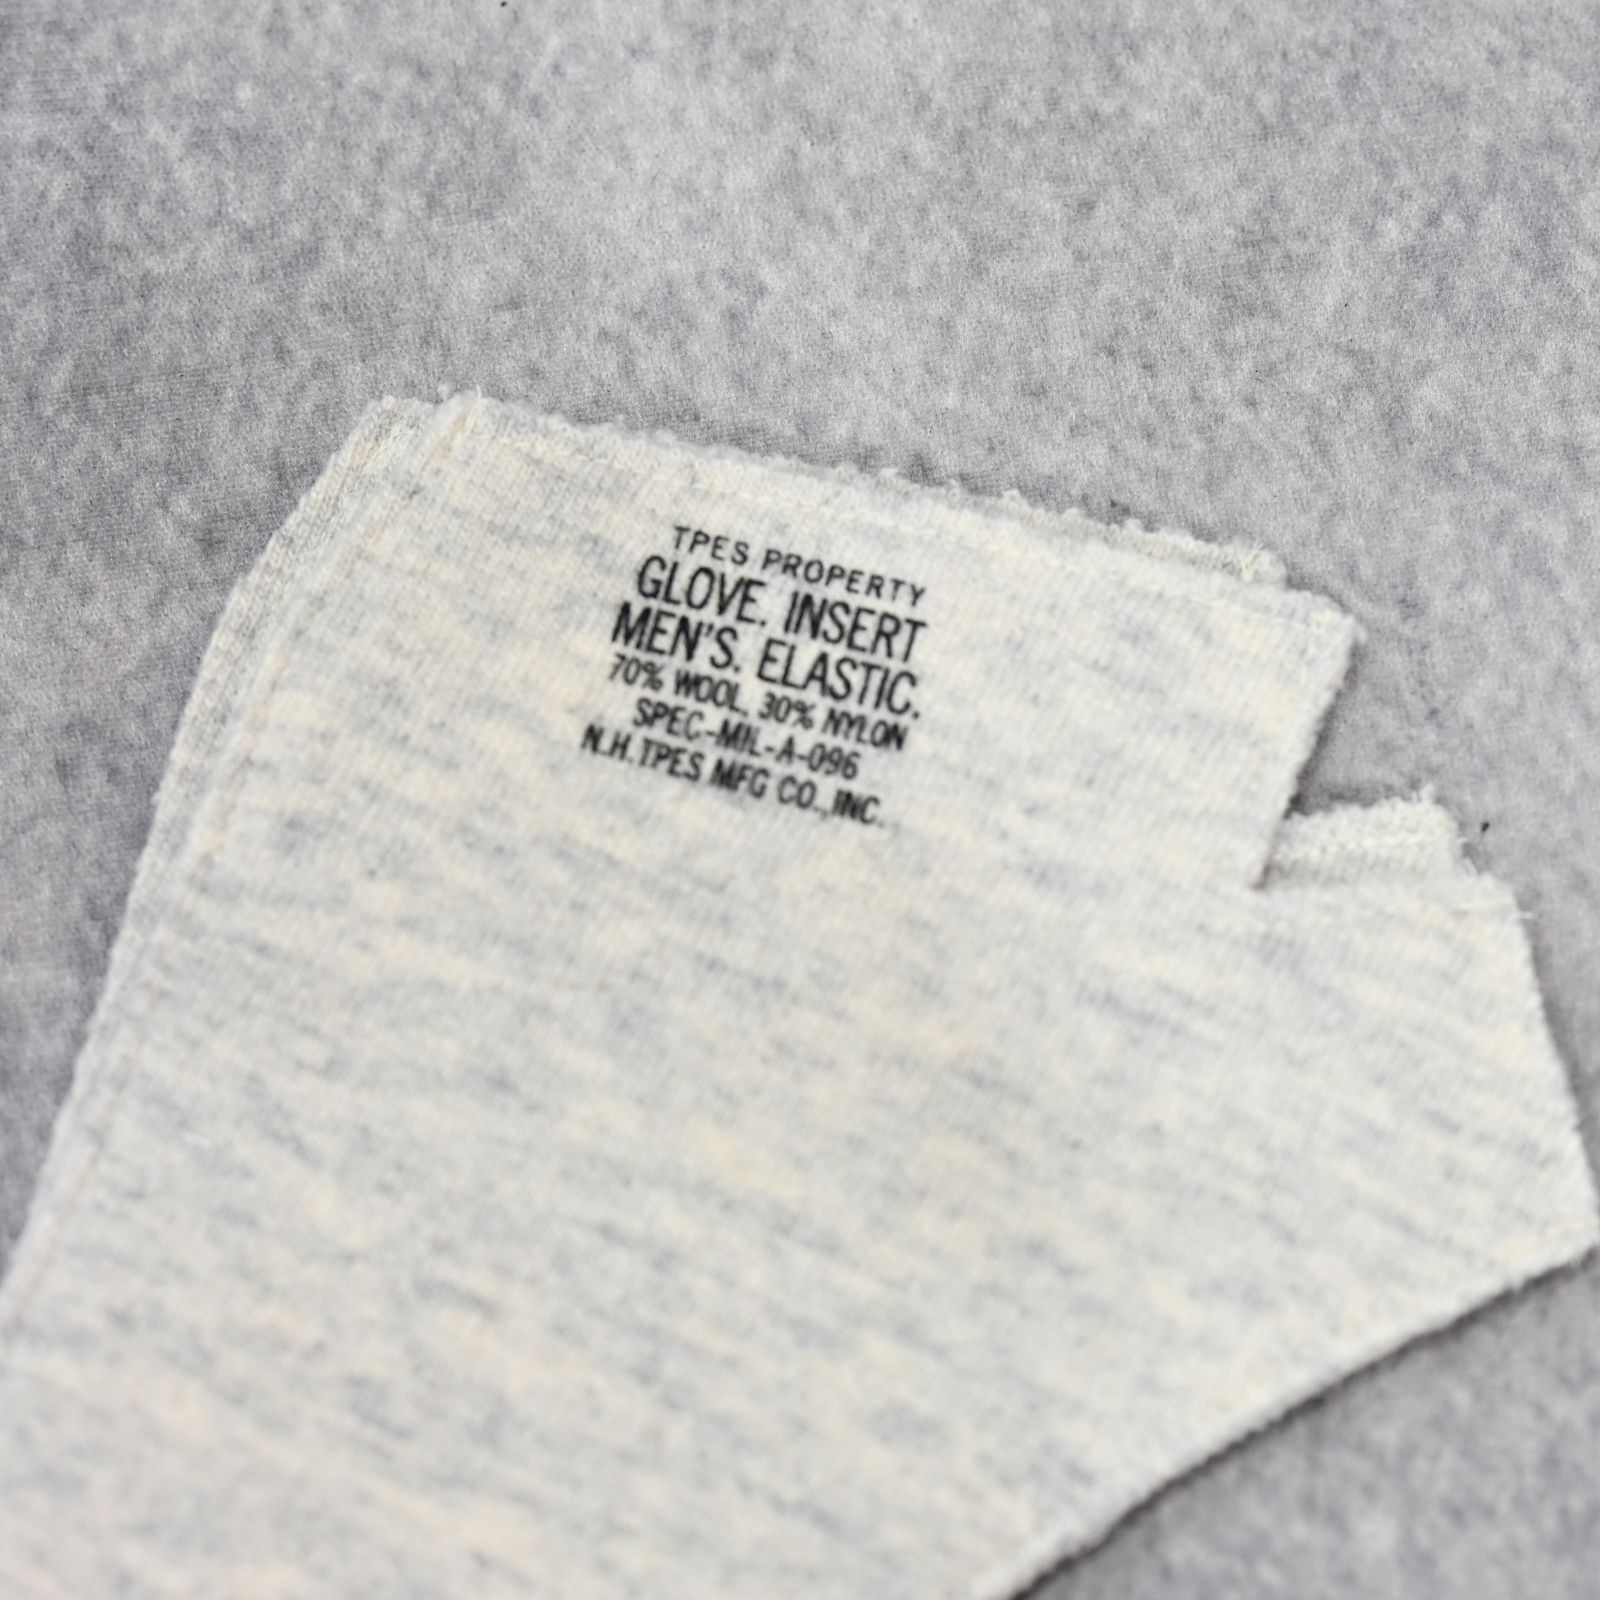 TPES PROPERTY
GLOVE. INSERT
MEN'S. ELASTIC.
70% WOOL, 30% NYLON
SPEC-MIL-A-096
N.H.TPES MFG CO.,INC.